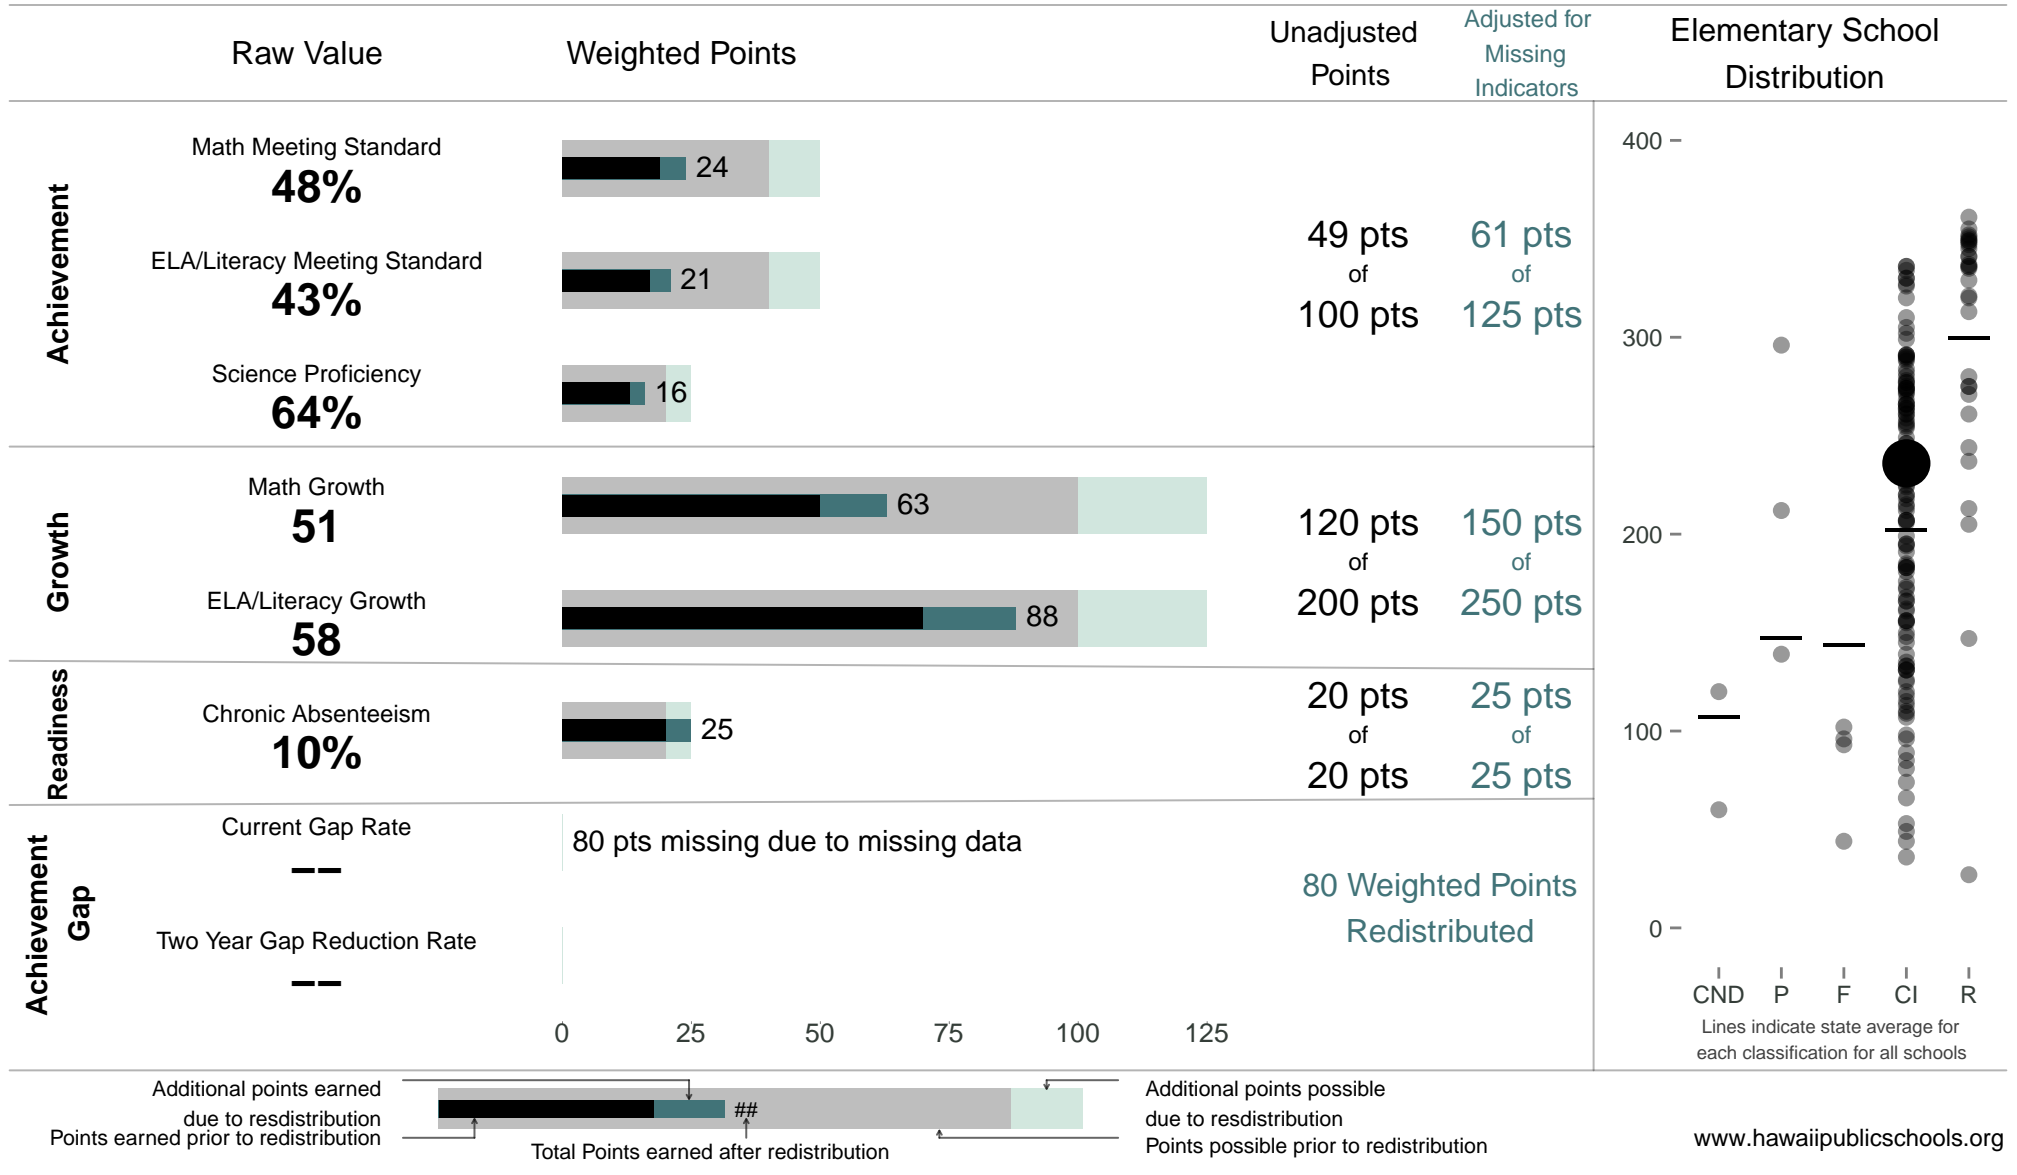 Raw Value
Weighted Points
Unadjusted
Points
Adjusted for
Missing
Indicators
Elementary School
Distribution
Achievement
Math Meeting Standard
48%
24
ELA/Literacy Meeting Standard
43%
21
Science Proficiency
64%
16
49 pts
of
100 pts
61 pts
of
125 pts
Growth
Math Growth
51
63
ELA/Literacy Growth
58
88
120 pts
of
200 pts
150 pts
of
250 pts
Readiness
Chronic Absenteeism
10%
25
20 pts
of
20 pts
25 pts
of
25 pts
Achievement
Gap
Current Gap Rate
--
80 pts missing due to missing data
Two Year Gap Reduction Rate
--
80 Weighted Points
Redistributed
0 25 50 75 100 125
400
300
200
100
0
CND P F CI R
Lines indicate state average for
each classification for all schools
Additional points earned
due to resdistribution
Points earned prior to redistribution
##
Total Points earned after redistribution
Additional points possible
due to resdistribution
Points possible prior to redistribution
www.hawaiipublicschools.org